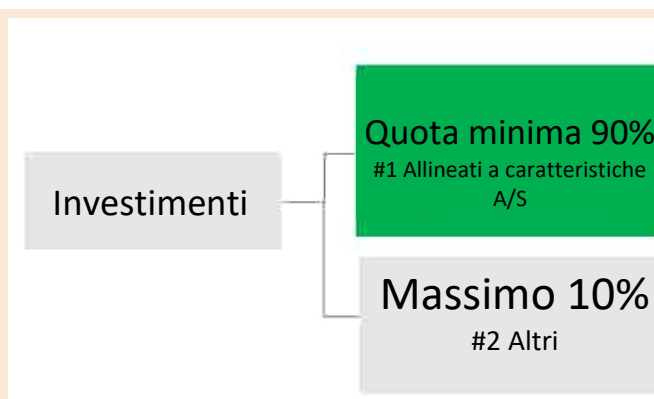 Quota minima 90%
#1 Allineati a caratteristiche
A/S
Investimenti
Massimo 10%
#2 Altri